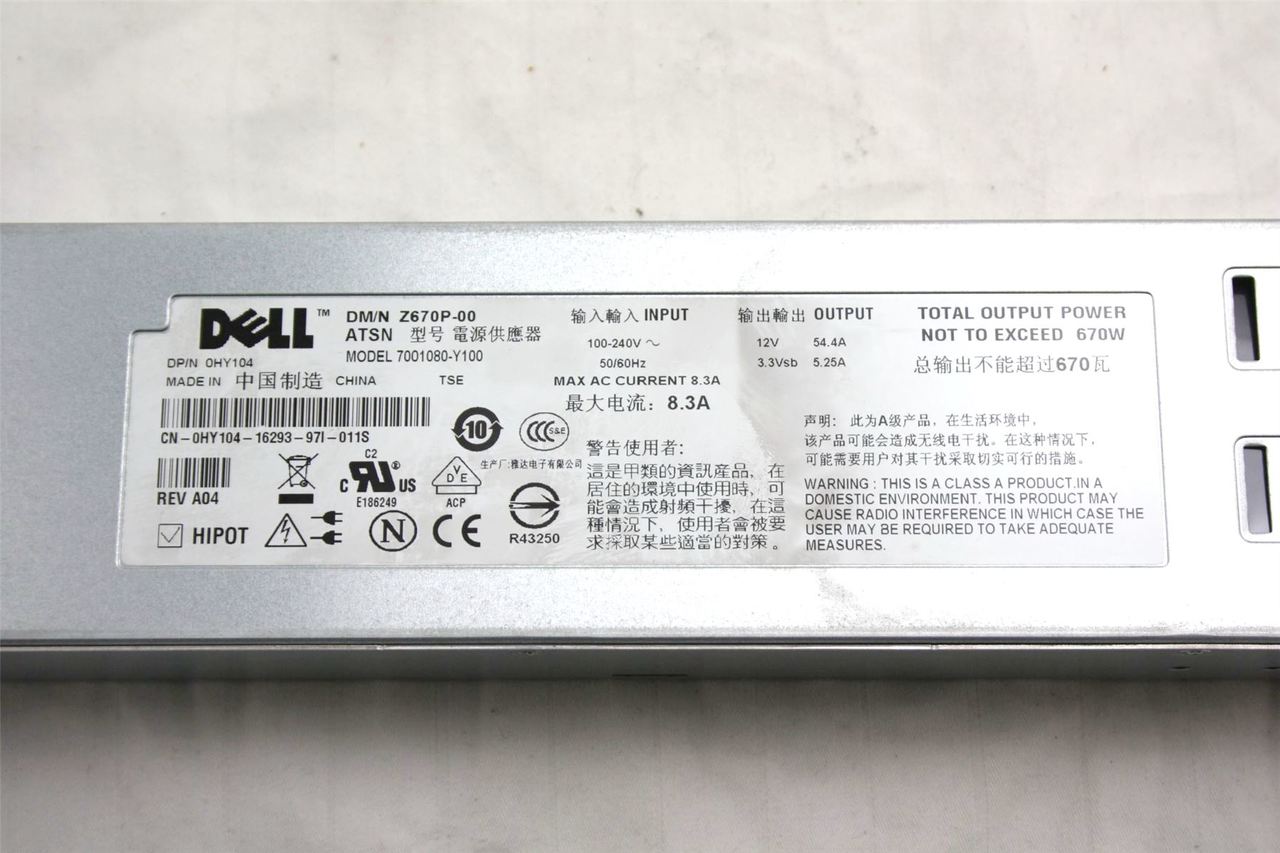 DELL™
DM/N Z670P-00
ATSN 型号 電源供應器
MODEL 7001080-Y100
DP/N 0HY104
MADE IN 中国制造 CHINA TSE
CN-0HY104-16293-97I-011S
REV A04
HIPOT
10
S&E
生产厂:雅达电子有限公司
C2
C UL US ®
E186249
VDE
ACP
N
CE
R43250
输入輸入 INPUT
100-240V ～
50/60Hz
MAX AC CURRENT 8.3A
最大电流：8.3A
输出輸出 OUTPUT
12V 54.4A
3.3Vsb 5.25A
TOTAL OUTPUT POWER
NOT TO EXCEED 670W
总输出不能超过670瓦
警告使用者:
這是甲類的資訊産品，在
居住的環境中使用時，可
能會造成射頻干擾，在這
種情況下，使用者會被要
求採取某些適當的對策。
声明：此为A级产品，在生活环境中，
该产品可能会造成无线电干扰。在这种情况下，
可能需要用户对其干扰采取切实可行的措施。
WARNING : THIS IS A CLASS A PRODUCT.IN A
DOMESTIC ENVIRONMENT. THIS PRODUCT MAY
CAUSE RADIO INTERFERENCE IN WHICH CASE THE
USER MAY BE REQUIRED TO TAKE ADEQUATE
MEASURES.